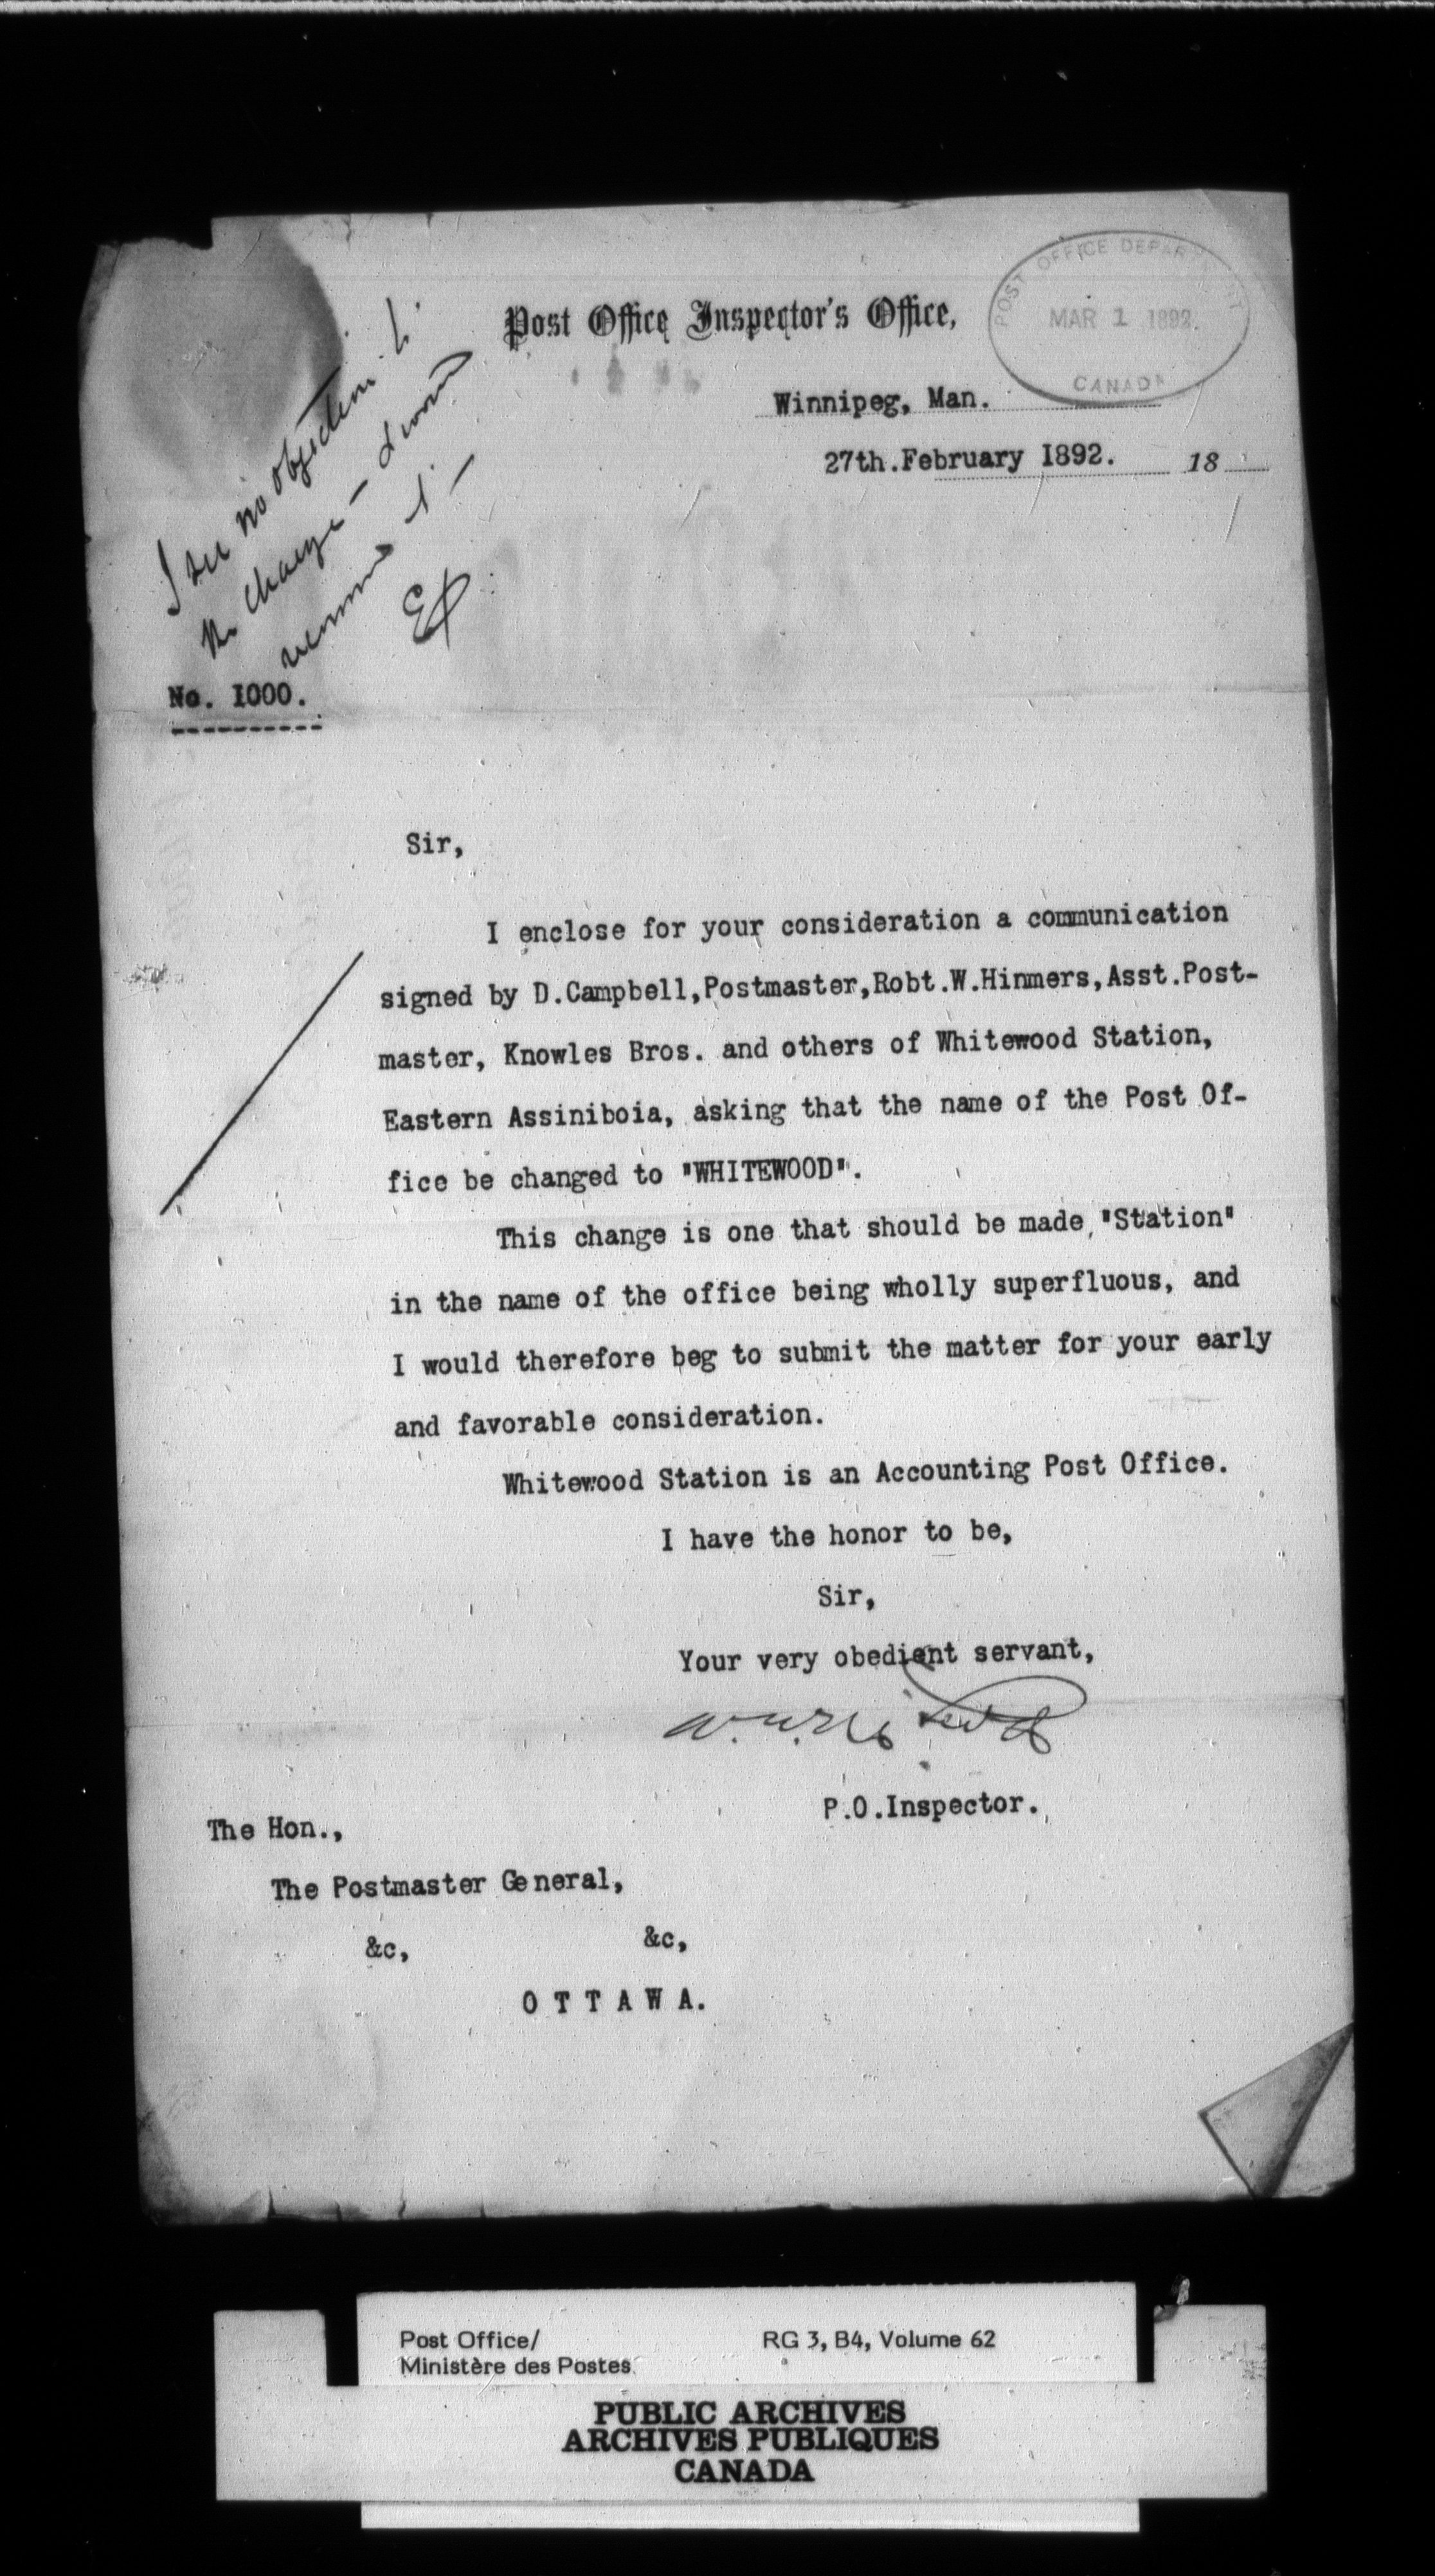 Post Office Inspector's Office,
POST OFFICE DEPARTMENT
MAR 1 1892
CANADA
Winnipeg, Man.
27th.February 1892. 18
I see no objection to
the change – & would
recommend it –
No. 1000.
Sir,
I enclose for your consideration a communication
signed by D.Campbell,Postmaster,Robt.W.Hinmers,Asst.Post-
master, Knowles Bros. and others of Whitewood Station,
Eastern Assiniboia, asking that the name of the Post Of-
fice be changed to "WHITEWOOD".
This change is one that should be made,"Station"
in the name of the office being wholly superfluous, and
I would therefore beg to submit the matter for your early
and favorable consideration.
Whitewood Station is an Accounting Post Office.
I have the honor to be,
Sir,
Your very obedient servant,
P.O.Inspector.
The Hon.,
The Postmaster General,
&c, &c,
O T T A W A.
Post Office/ RG 3, B4, Volume 62
Ministère des Postes
PUBLIC ARCHIVES
ARCHIVES PUBLIQUES
CANADA